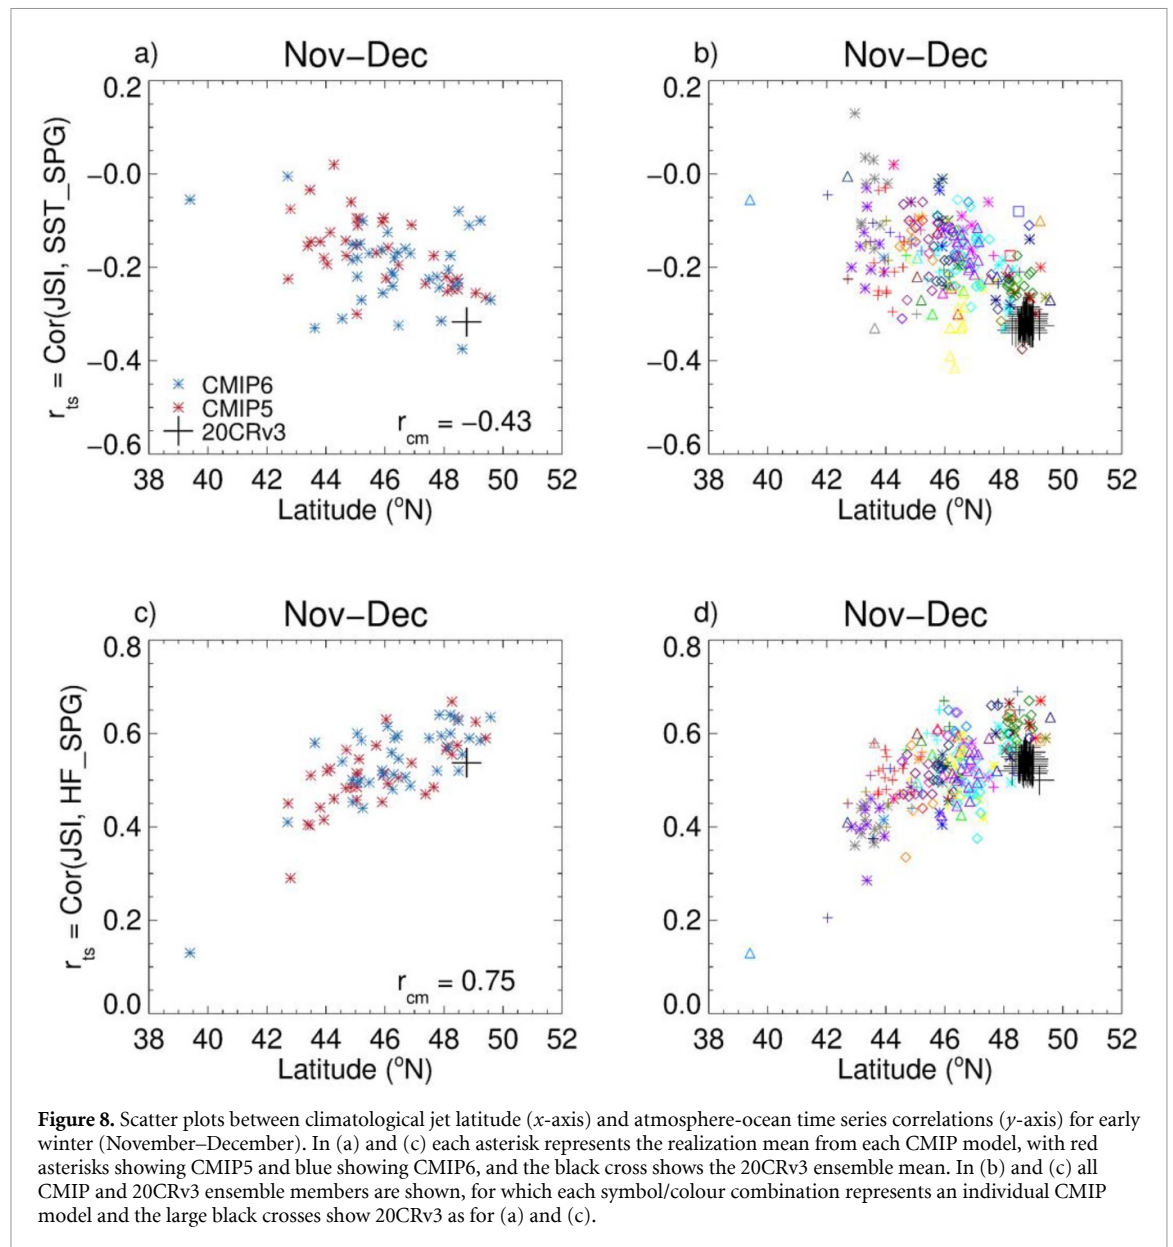 a) Nov−Dec
0.2
−0.0
−0.2
−0.4
−0.6
r_ts = Cor(JSI, SST_SPG)
CMIP6
CMIP5
20CRv3
r_cm = −0.43
38 40 42 44 46 48 50 52
Latitude (°N)
b) Nov−Dec
0.2
−0.0
−0.2
−0.4
−0.6
38 40 42 44 46 48 50 52
Latitude (°N)
c) Nov−Dec
0.8
0.6
0.4
0.2
0.0
r_ts = Cor(JSI, HF_SPG)
r_cm = 0.75
38 40 42 44 46 48 50 52
Latitude (°N)
d) Nov−Dec
0.8
0.6
0.4
0.2
0.0
38 40 42 44 46 48 50 52
Latitude (°N)
Figure 8. Scatter plots between climatological jet latitude (x-axis) and atmosphere-ocean time series correlations (y-axis) for early
winter (November–December). In (a) and (c) each asterisk represents the realization mean from each CMIP model, with red
asterisks showing CMIP5 and blue showing CMIP6, and the black cross shows the 20CRv3 ensemble mean. In (b) and (c) all
CMIP and 20CRv3 ensemble members are shown, for which each symbol/colour combination represents an individual CMIP
model and the large black crosses show 20CRv3 as for (a) and (c).